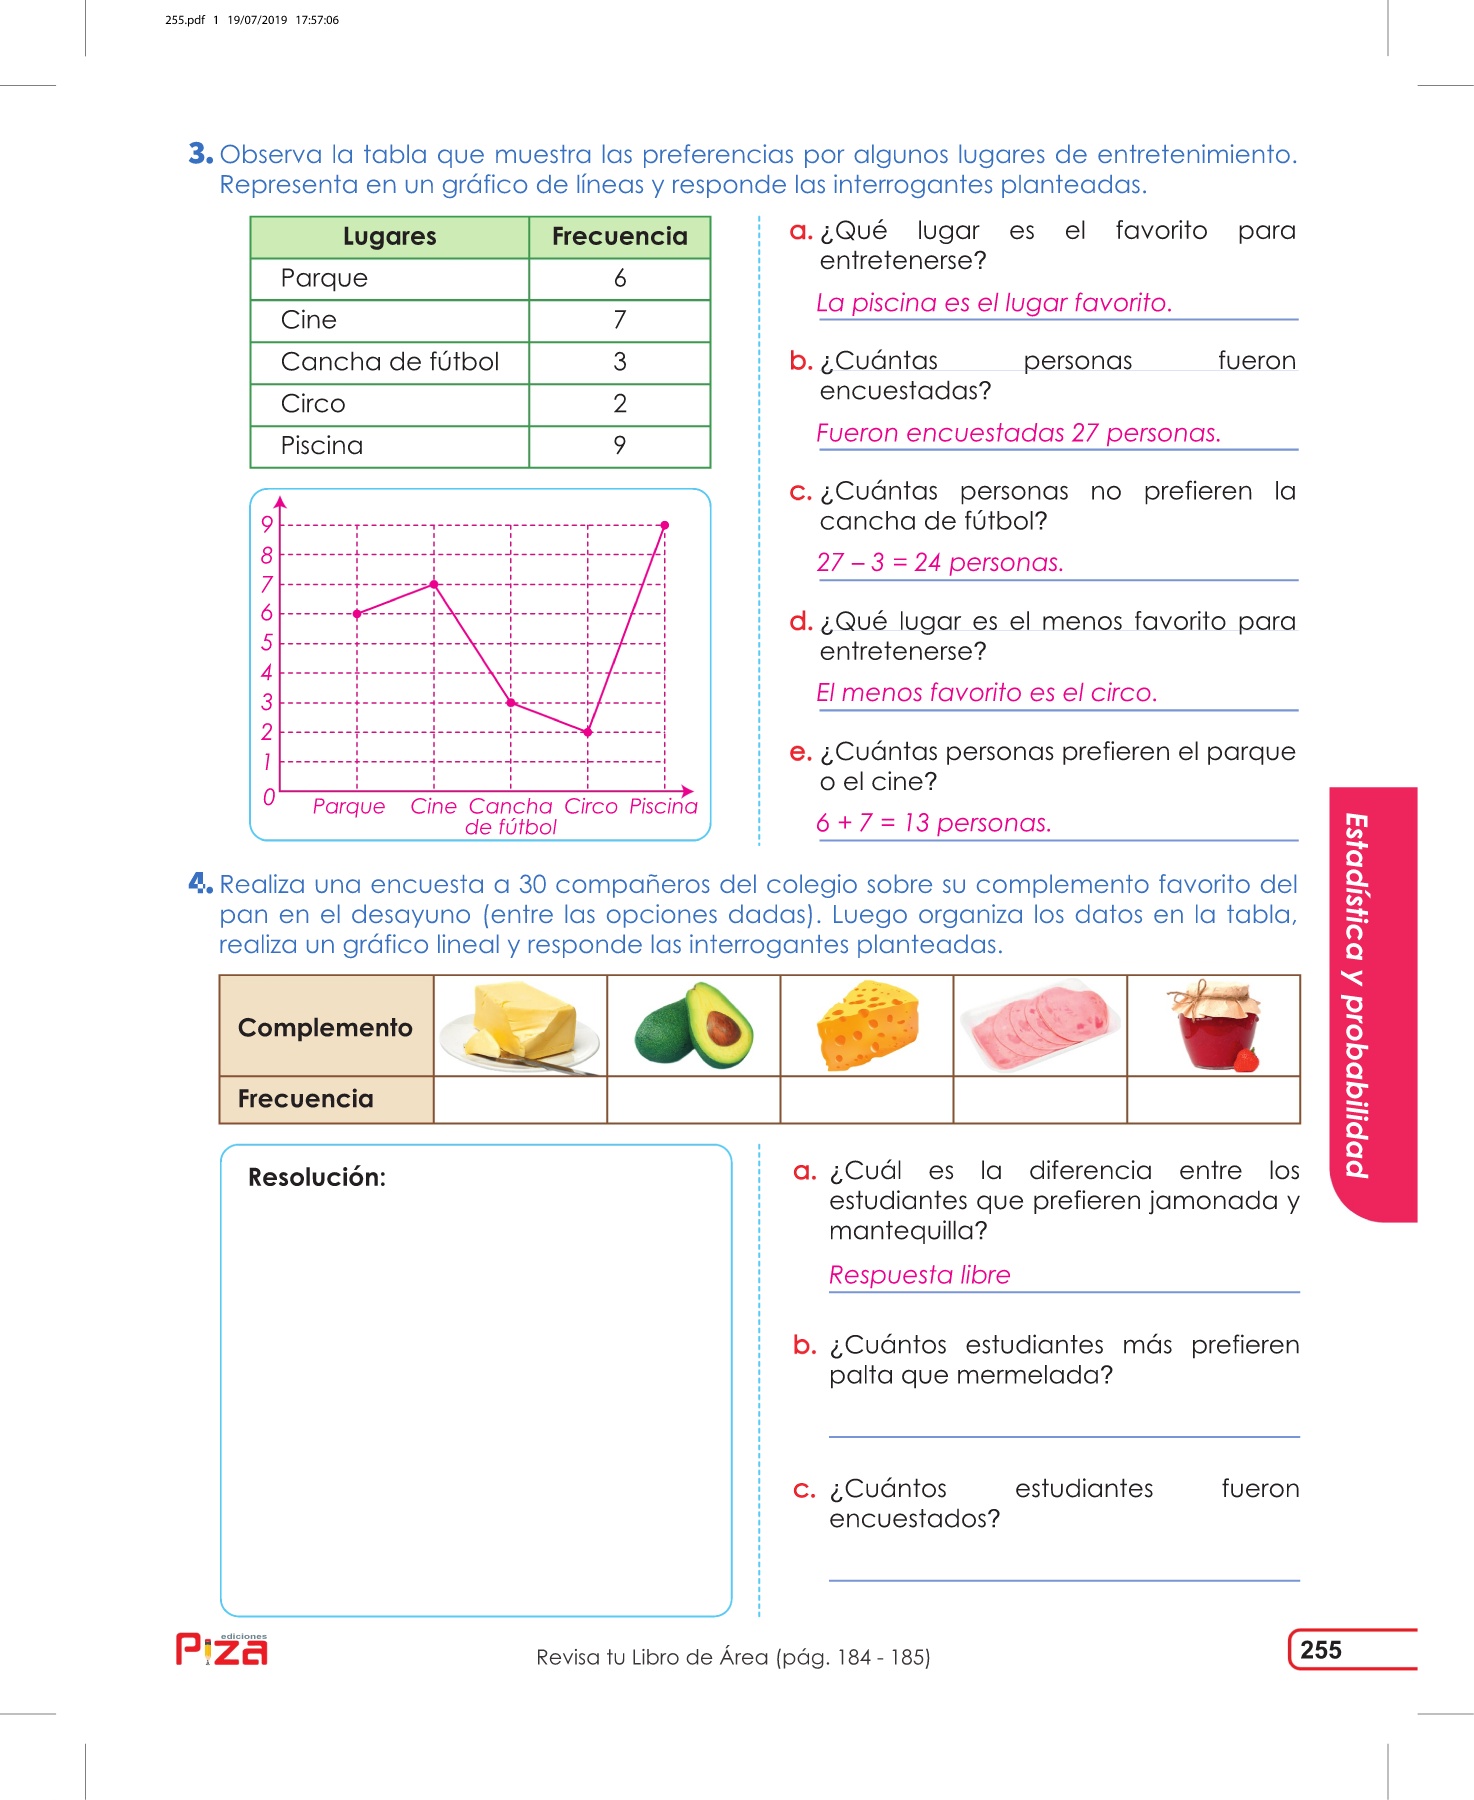 255.pdf 1 19/07/2019 17:57:06
3. Observa la tabla que muestra las preferencias por algunos lugares de entretenimiento.
Representa en un gráfico de líneas y responde las interrogantes planteadas.
Lugares Frecuencia
Parque 6
Cine 7
Cancha de fútbol 3
Circo 2
Piscina 9
9
8
7
6
5
4
3
2
1
0
Parque Cine Cancha Circo Piscina
de fútbol
a. ¿Qué lugar es el favorito para
entretenerse?
La piscina es el lugar favorito.
b. ¿Cuántas personas fueron
encuestadas?
Fueron encuestadas 27 personas.
c. ¿Cuántas personas no prefieren la
cancha de fútbol?
27 – 3 = 24 personas.
d. ¿Qué lugar es el menos favorito para
entretenerse?
El menos favorito es el circo.
e. ¿Cuántas personas prefieren el parque
o el cine?
6 + 7 = 13 personas.
4. Realiza una encuesta a 30 compañeros del colegio sobre su complemento favorito del
pan en el desayuno (entre las opciones dadas). Luego organiza los datos en la tabla,
realiza un gráfico lineal y responde las interrogantes planteadas.
Complemento
Frecuencia
Resolución:
a. ¿Cuál es la diferencia entre los
estudiantes que prefieren jamonada y
mantequilla?
Respuesta libre
b. ¿Cuántos estudiantes más prefieren
palta que mermelada?
c. ¿Cuántos estudiantes fueron
encuestados?
Estadística y probabilidad
ediciones
Piza
Revisa tu Libro de Área (pág. 184 - 185)
255